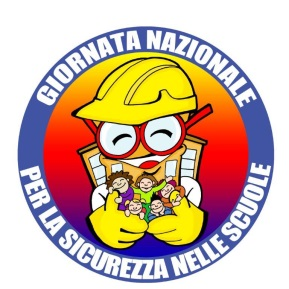 GIORNATA NAZIONALE
PER LA SICUREZZA NELLE SCUOLE